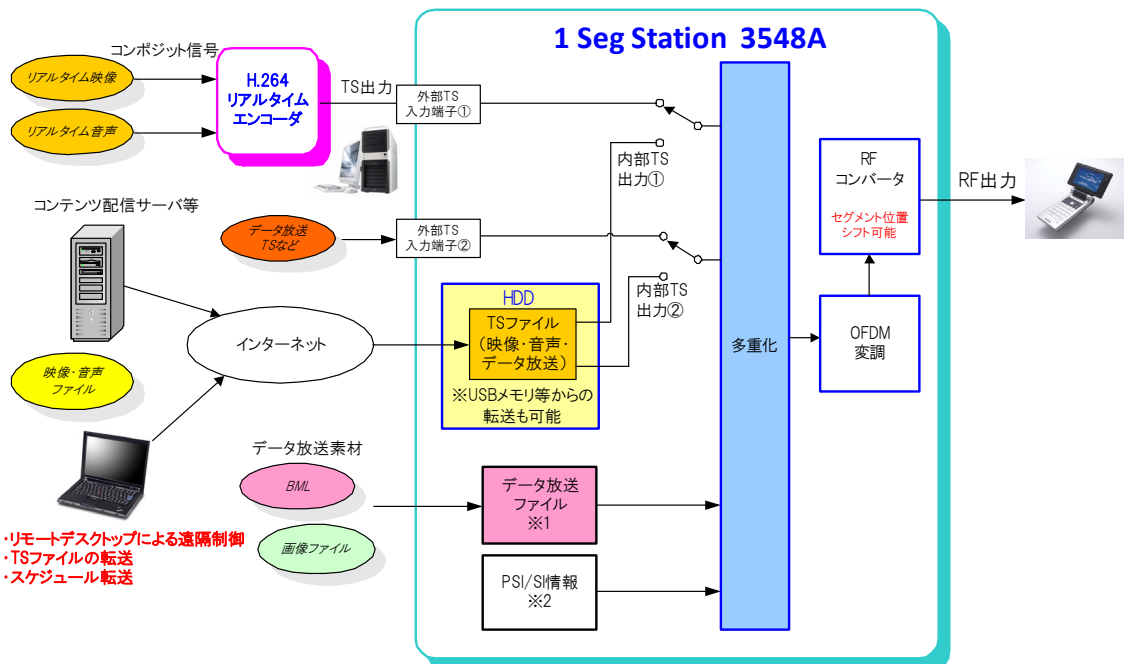 1 Seg Station 3548A
コンポジット信号
リアルタイム映像
リアルタイム音声
H.264
リアルタイム
エンコーダ
TS出力
外部TS
入力端子①
内部TS
出力①
RF
コンバータ
セグメント位置
シフト可能
RF出力
コンテンツ配信サーバ等
データ放送
TSなど
外部TS
入力端子②
内部TS
出力②
HDD
TSファイル
(映像・音声・
データ放送)
※USBメモリ等からの
転送も可能
インターネット
多重化
OFDM
変調
映像・音声
ファイル
データ放送素材
BML
画像ファイル
データ放送
ファイル
※1
PSI/SI情報
※2
・リモートデスクトップによる遠隔制御
・TSファイルの転送
・スケジュール転送